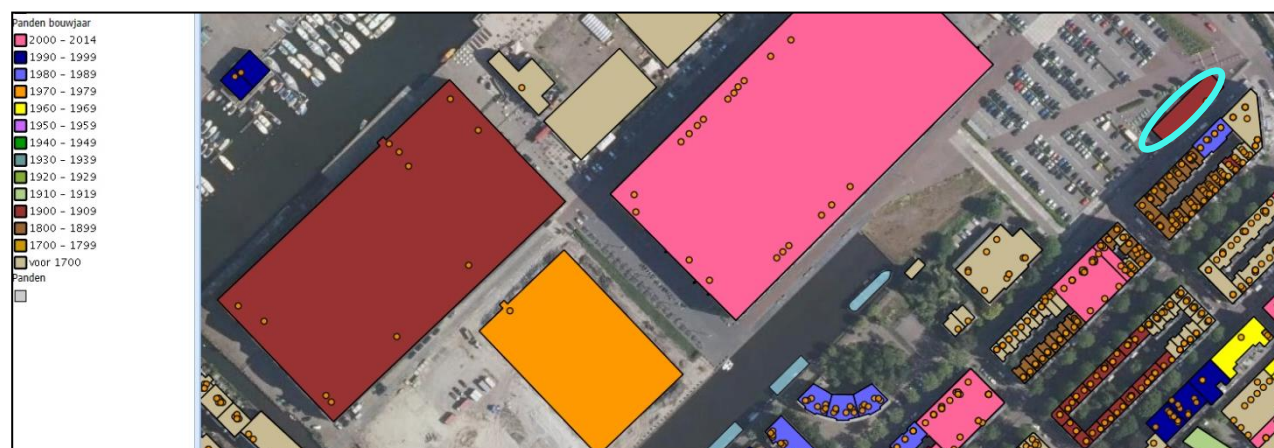 Panden bouwjaar
2000 - 2014
1990 - 1999
1980 - 1989
1970 - 1979
1960 - 1969
1950 - 1959
1940 - 1949
1930 - 1939
1920 - 1929
1910 - 1919
1900 - 1909
1800 - 1899
1700 - 1799
voor 1700
Panden